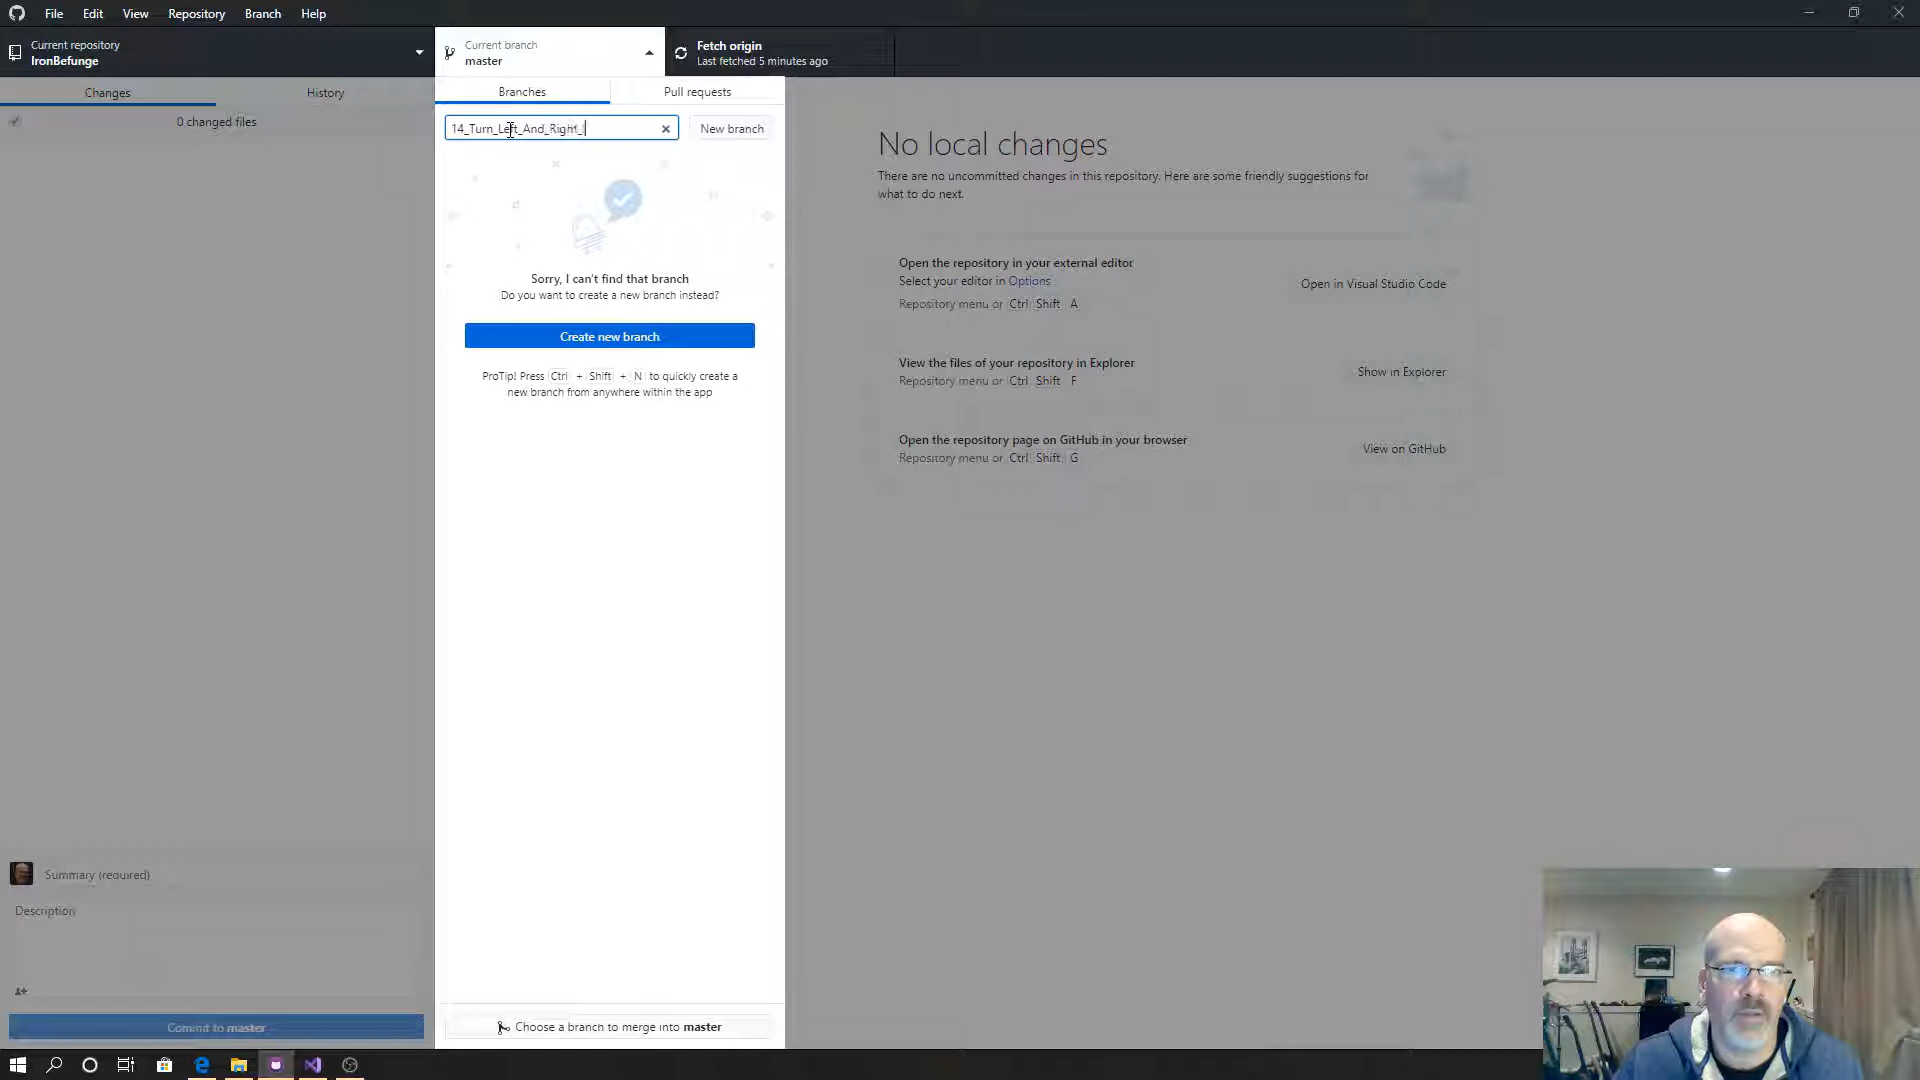 File Edit View Repository Branch Help
Current repository
IronBefunge
Current branch
master
Fetch origin
Last fetched 5 minutes ago
Changes
History
0 changed files
Branches
Pull requests
14_Turn_Left_And_Right_
New branch
Sorry, I can't find that branch
Do you want to create a new branch instead?
Create new branch
ProTip! Press Ctrl + Shift + N to quickly create a
new branch from anywhere within the app
Choose a branch to merge into master
No local changes
There are no uncommitted changes in this repository. Here are some friendly suggestions for
what to do next.
Open the repository in your external editor
Select your editor in Options
Repository menu or Ctrl Shift A
Open in Visual Studio Code
View the files of your repository in Explorer
Repository menu or Ctrl Shift F
Show in Explorer
Open the repository page on GitHub in your browser
Repository menu or Ctrl Shift G
View on GitHub
Summary (required)
Description
Commit to master